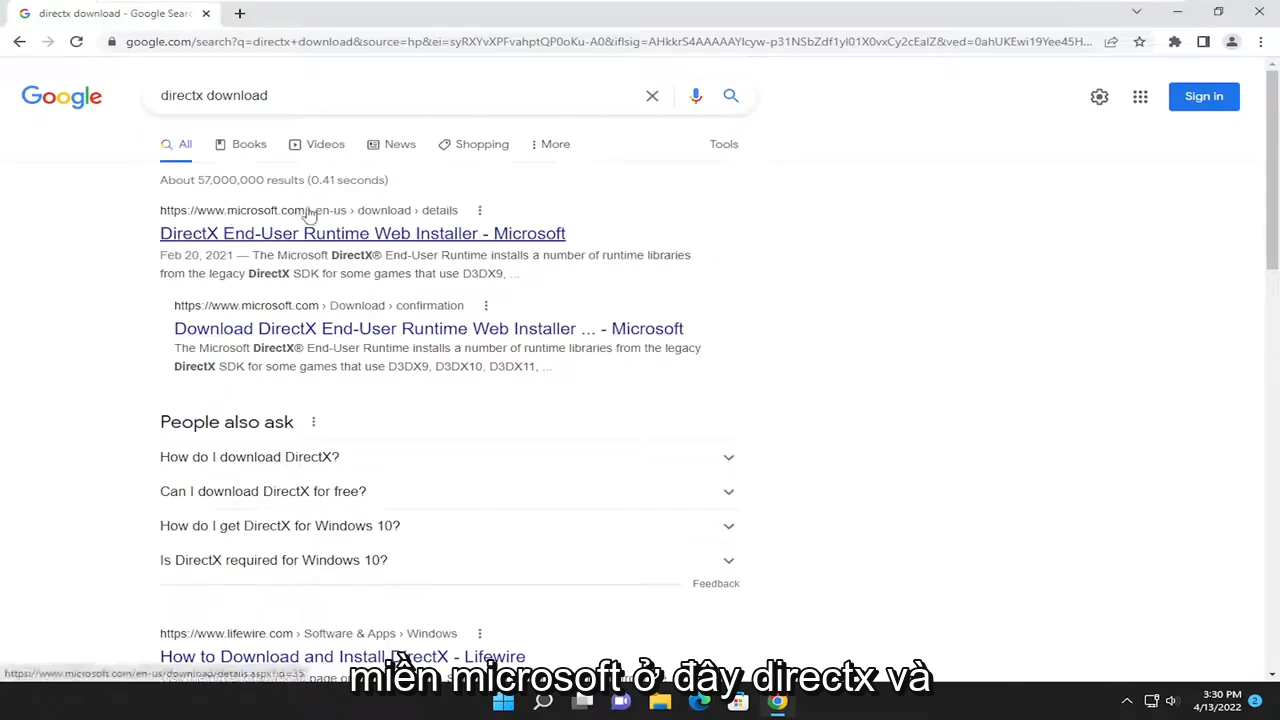 directx download - Google Sear
google.com/search?q=directx+download&source=hp&ei=syRXYvXPFvahptQP0oKu-A0&iflsig=AHkkrS4AAAAAYlcyw-p31NSbZdf1yl01X0vxCy2cEalZ&ved=0ahUKEwi19Yee45H...
Google
directx download
Sign in
All
Books
Videos
News
Shopping
More
Tools
About 57,000,000 results (0.41 seconds)
https://www.microsoft.com › en-us › download › details
DirectX End-User Runtime Web Installer - Microsoft
Feb 20, 2021 — The Microsoft DirectX® End-User Runtime installs a number of runtime libraries
from the legacy DirectX SDK for some games that use D3DX9, ...
https://www.microsoft.com › Download › confirmation
Download DirectX End-User Runtime Web Installer ... - Microsoft
The Microsoft DirectX® End-User Runtime installs a number of runtime libraries from the legacy
DirectX SDK for some games that use D3DX9, D3DX10, D3DX11, ...
People also ask
How do I download DirectX?
Can I download DirectX for free?
How do I get DirectX for Windows 10?
Is DirectX required for Windows 10?
Feedback
https://www.lifewire.com › Software & Apps › Windows
How to Download and Install DirectX - Lifewire
https://www.microsoft.com/en-us/download/details.aspx?id=35
miền microsoft ở đây directx và
3:30 PM
4/13/2022
2